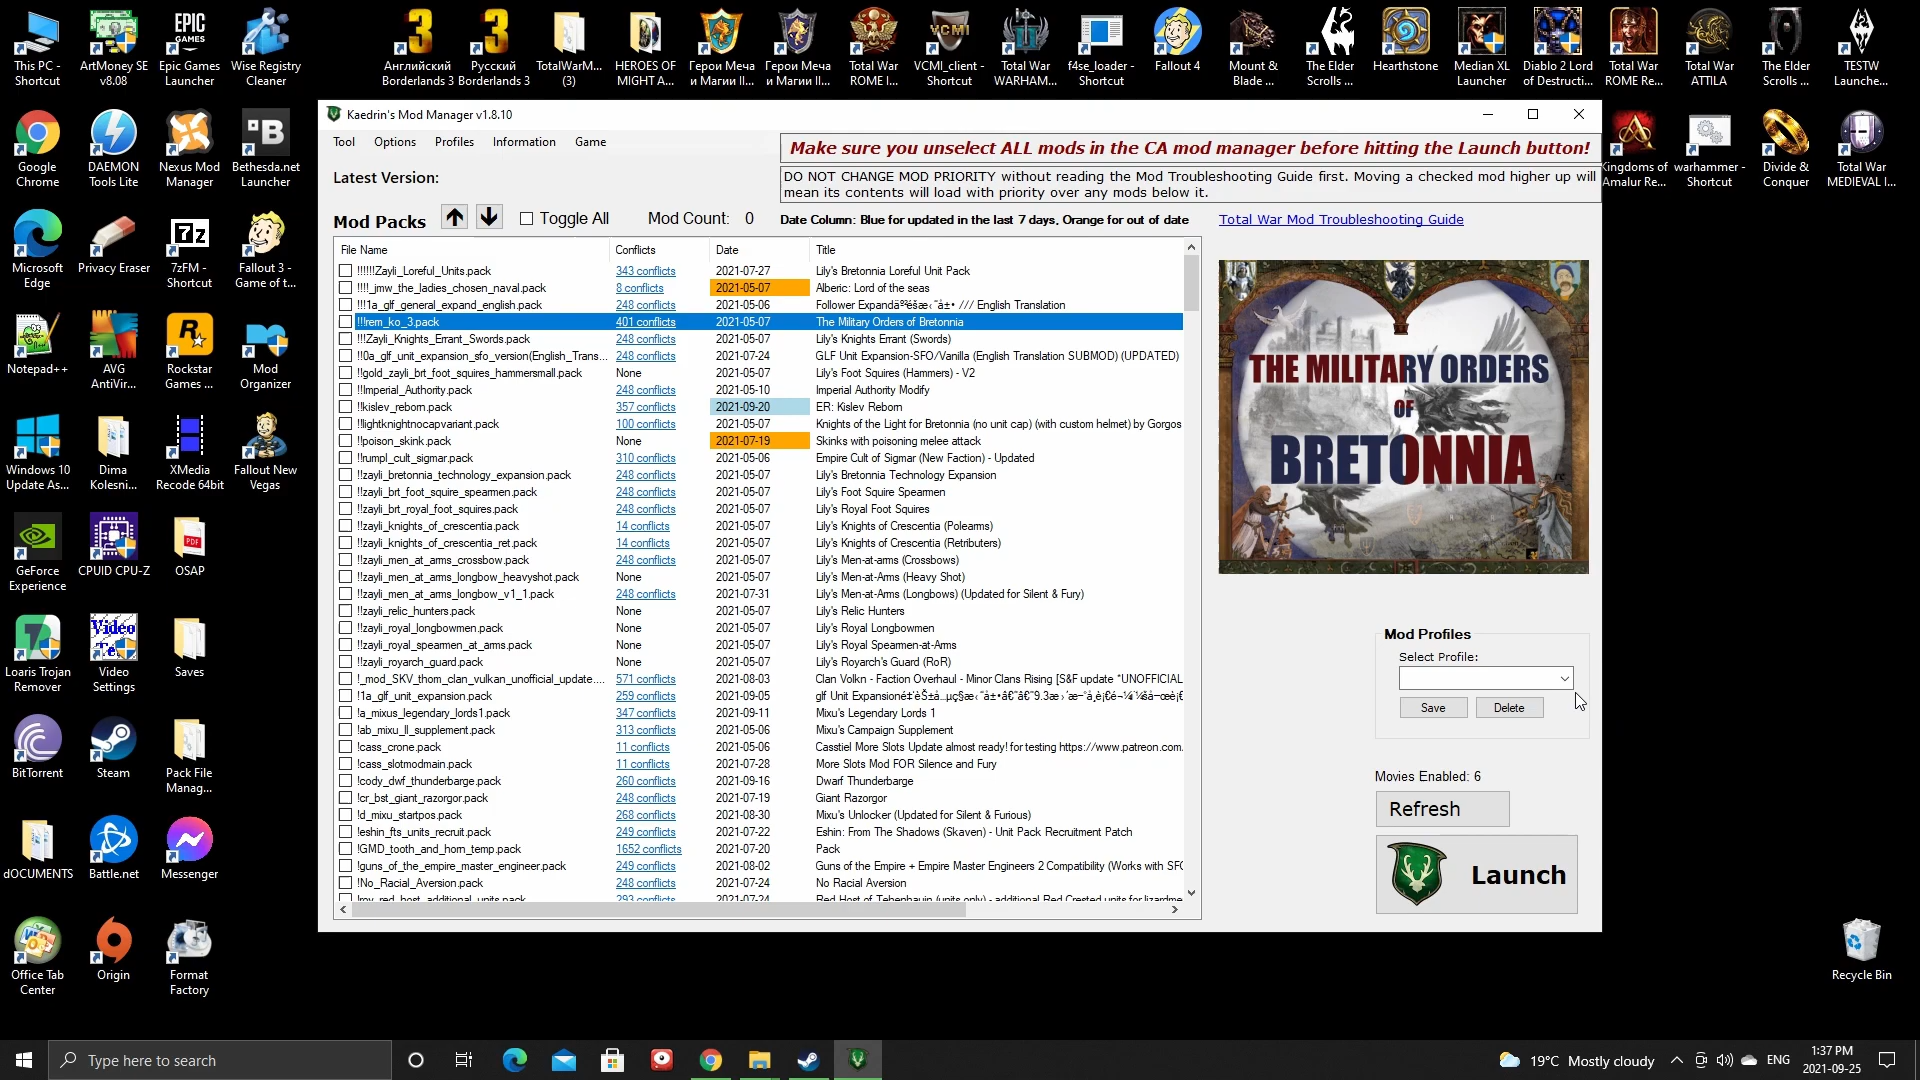 This PC -
Shortcut
ArtMoney SE
v8.08
Epic Games
Launcher
Wise Registry
Cleaner
Английский
Borderlands 3
Русский
Borderlands 3
TotalWarM...
(3)
HEROES OF
MIGHT A...
Герои Меча
и Магии II...
Герои Меча
и Магии II...
Total War
ROME I...
VCMI_client -
Shortcut
Total War
WARHAM...
f4se_loader -
Shortcut
Fallout 4
Mount &
Blade ...
The Elder
Scrolls ...
Hearthstone
Median XL
Launcher
Diablo 2 Lord
of Destructi...
Total War
ROME Re...
Total War
ATTILA
The Elder
Scrolls ...
TESTW
Launche...
Google
Chrome
DAEMON
Tools Lite
Nexus Mod
Manager
Bethesda.net
Launcher
Kingdoms of
Amalur Re...
warhammer -
Shortcut
Divide &
Conquer
Total War
MEDIEVAL I...
Microsoft
Edge
Privacy Eraser
7zFM -
Shortcut
Fallout 3 -
Game of t...
Notepad++
AVG
AntiVir...
Rockstar
Games ...
Mod
Organizer
Windows 10
Update As...
Dima
Kolesni...
XMedia
Recode 64bit
Fallout New
Vegas
GeForce
Experience
CPUID CPU-Z
OSAP
Loaris Trojan
Remover
Video
Settings
Saves
BitTorrent
Steam
Pack File
Manag...
dOCUMENTS
Battle.net
Messenger
Office Tab
Center
Origin
Format
Factory
Recycle Bin
Kaedrin's Mod Manager v1.8.10
Tool Options Profiles Information Game
Make sure you unselect ALL mods in the CA mod manager before hitting the Launch button!
Latest Version:
DO NOT CHANGE MOD PRIORITY without reading the Mod Troubleshooting Guide first. Moving a checked mod higher up will
mean its contents will load with priority over any mods below it.
Mod Packs Toggle All Mod Count: 0 Date Column: Blue for updated in the last 7 days, Orange for out of date Total War Mod Troubleshooting Guide
File Name Conflicts Date Title
!!!!!!Zayli_Loreful_Units.pack 343 conflicts 2021-07-27 Lily's Bretonnia Loreful Unit Pack
!!!!_jmw_the_ladies_chosen_naval.pack 8 conflicts 2021-05-07 Alberic: Lord of the seas
!!!1a_glf_general_expand_english.pack 248 conflicts 2021-05-06 Follower Expand /// English Translation
!!!rem_ko_3.pack 401 conflicts 2021-05-07 The Military Orders of Bretonnia
!!!Zayli_Knights_Errant_Swords.pack 248 conflicts 2021-05-07 Lily's Knights Errant (Swords)
!!0a_glf_unit_expansion_sfo_version(English_Trans... 248 conflicts 2021-07-24 GLF Unit Expansion-SFO/Vanilla (English Translation SUBMOD) (UPDATED)
!!gold_zayli_brt_foot_squires_hammersmall.pack None 2021-05-07 Lily's Foot Squires (Hammers) - V2
!!Imperial_Authority.pack 248 conflicts 2021-05-10 Imperial Authority Modify
!!kislev_reborn.pack 357 conflicts 2021-09-20 ER: Kislev Reborn
!!lightknightnocapvariant.pack 100 conflicts 2021-05-07 Knights of the Light for Bretonnia (no unit cap) (with custom helmet) by Gorgos
!!poison_skink.pack None 2021-07-19 Skinks with poisoning melee attack
!!rumpl_cult_sigmar.pack 310 conflicts 2021-05-06 Empire Cult of Sigmar (New Faction) - Updated
!!zayli_bretonnia_technology_expansion.pack 248 conflicts 2021-05-07 Lily's Bretonnia Technology Expansion
!!zayli_brt_foot_squire_spearmen.pack 248 conflicts 2021-05-07 Lily's Foot Squire Spearmen
!!zayli_brt_royal_foot_squires.pack 248 conflicts 2021-05-07 Lily's Royal Foot Squires
!!zayli_knights_of_crescentia.pack 14 conflicts 2021-05-07 Lily's Knights of Crescentia (Polearms)
!!zayli_knights_of_crescentia_ret.pack 14 conflicts 2021-05-07 Lily's Knights of Crescentia (Retributers)
!!zayli_men_at_arms_crossbow.pack 248 conflicts 2021-05-07 Lily's Men-at-arms (Crossbows)
!!zayli_men_at_arms_longbow_heavyshot.pack None 2021-05-07 Lily's Men-at-Arms (Heavy Shot)
!!zayli_men_at_arms_longbow_v1_1.pack 248 conflicts 2021-07-31 Lily's Men-at-Arms (Longbows) (Updated for Silent & Fury)
!!zayli_relic_hunters.pack None 2021-05-07 Lily's Relic Hunters
!!zayli_royal_longbowmen.pack None 2021-05-07 Lily's Royal Longbowmen
!!zayli_royal_spearmen_at_arms.pack None 2021-05-07 Lily's Royal Spearmen-at-Arms
!!zayli_royarch_guard.pack None 2021-05-07 Lily's Royarch's Guard (RoR)
!_mod_SKV_thom_clan_vulkan_unofficial_update.... 571 conflicts 2021-08-03 Clan Volkn - Faction Overhaul - Minor Clans Rising [S&F update *UNOFFICIAL
!1a_glf_unit_expansion.pack 259 conflicts 2021-09-05 glf Unit Expansion
!a_mixus_legendary_lords1.pack 347 conflicts 2021-09-11 Mixu's Legendary Lords 1
!ab_mixu_ll_supplement.pack 313 conflicts 2021-05-06 Mixu's Campaign Supplement
!cass_crone.pack 11 conflicts 2021-05-06 Casstiel More Slots Update almost ready! for testing https://www.patreon.com.
!cass_slotmodmain.pack 11 conflicts 2021-07-28 More Slots Mod FOR Silence and Fury
!cody_dwf_thunderbarge.pack 260 conflicts 2021-09-16 Dwarf Thunderbarge
!cr_bst_giant_razorgor.pack 248 conflicts 2021-07-19 Giant Razorgor
!d_mixu_startpos.pack 268 conflicts 2021-08-30 Mixu's Unlocker (Updated for Silent & Furious)
!eshin_fts_units_recruit.pack 249 conflicts 2021-07-22 Eshin: From The Shadows (Skaven) - Unit Pack Recruitment Patch
!GMD_tooth_and_horn_temp.pack 1652 conflicts 2021-07-20 Pack
!guns_of_the_empire_master_engineer.pack 249 conflicts 2021-08-02 Guns of the Empire + Empire Master Engineers 2 Compatibility (Works with SFO
!No_Racial_Aversion.pack 248 conflicts 2021-07-24 No Racial Aversion
293 conflicts 2021-07-24 Red Host of Tehenhauin (units only) - additional Red Crested units for lizardme
THE MILITARY ORDERS
OF
BRETONNIA
Mod Profiles
Select Profile:
Save Delete
Movies Enabled: 6
Refresh
Launch
Type here to search
19°C Mostly cloudy ENG 1:37 PM
2021-09-25